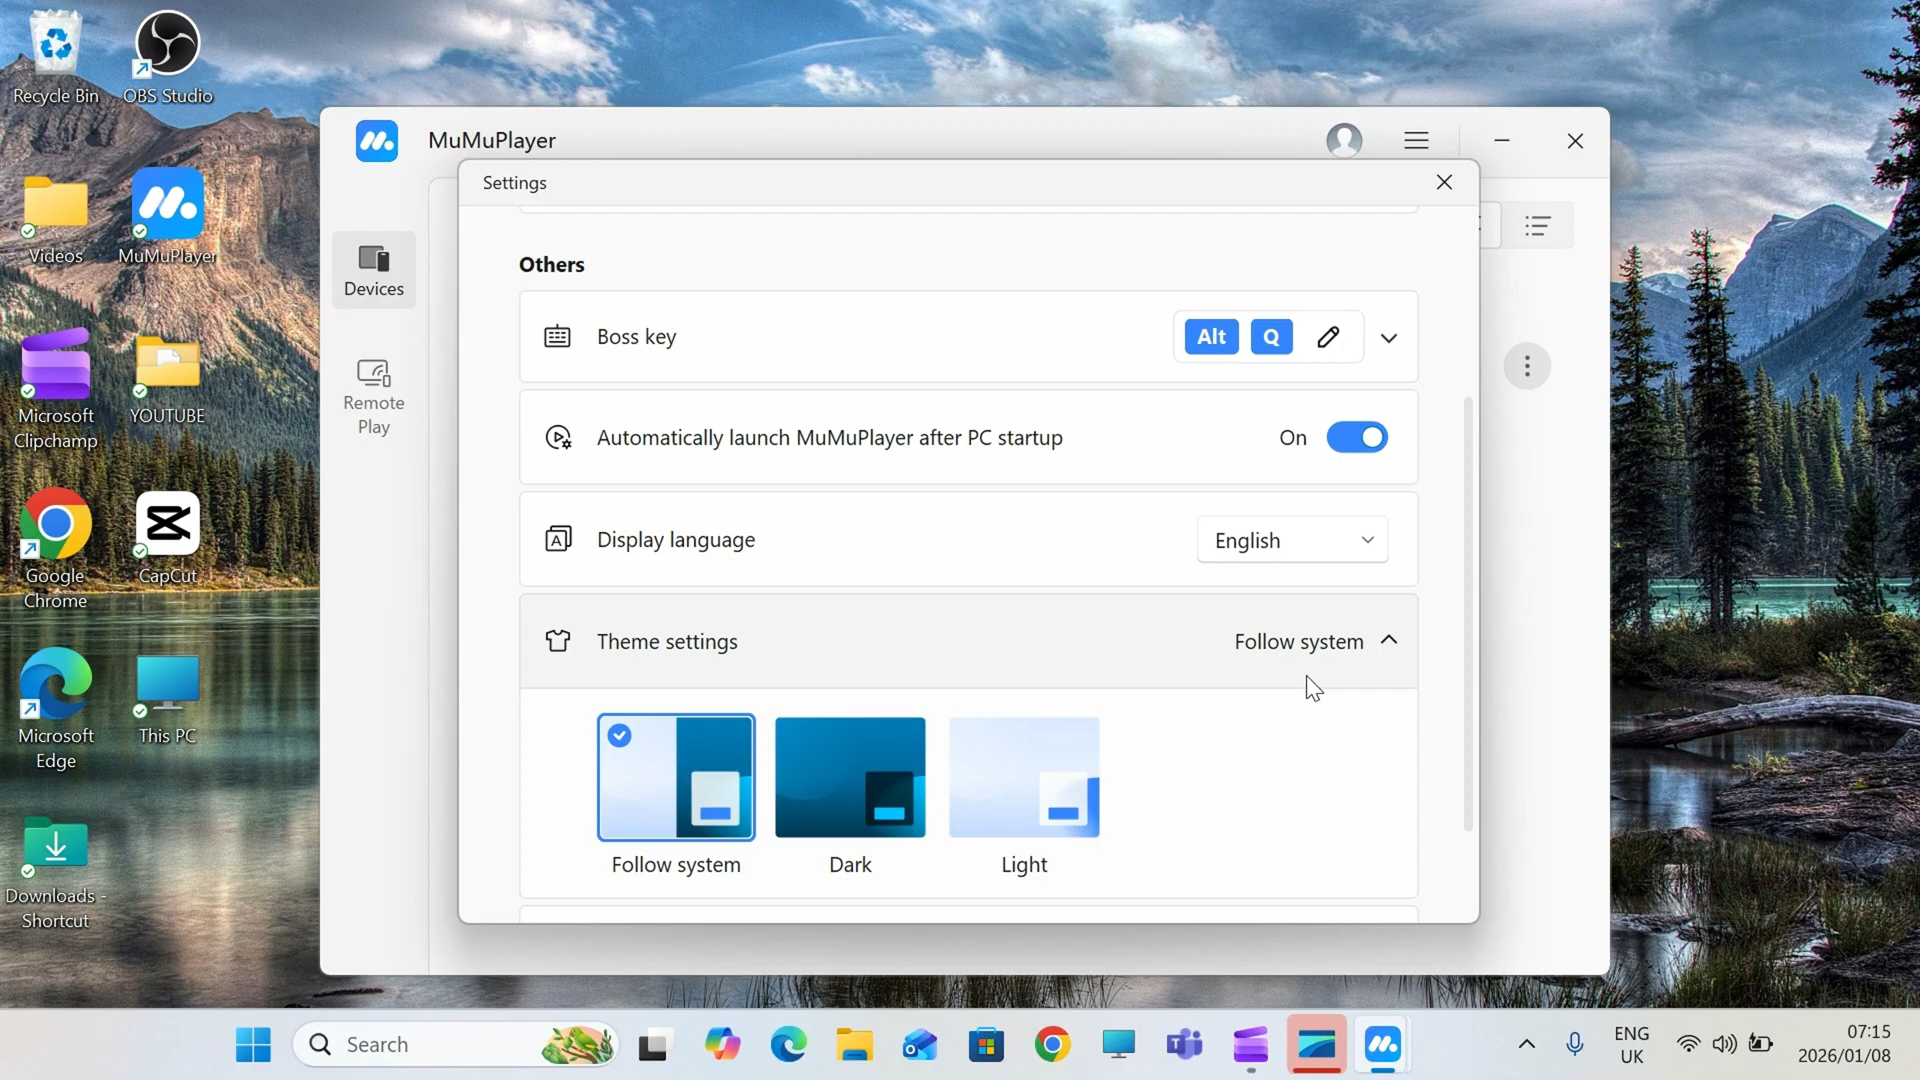 Recycle Bin
OBS Studio
Videos
MuMuPlayer
Microsoft
Clipchamp
YOUTUBE
Google
Chrome
CapCut
Microsoft
Edge
This PC
Downloads -
Shortcut
MuMuPlayer
Devices
Remote
Play
Settings
Others
Boss key
Alt
Q
Automatically launch MuMuPlayer after PC startup
On
Display language
English
Theme settings
Follow system
Follow system
Dark
Light
Search
ENG
UK
07:15
2026/01/08